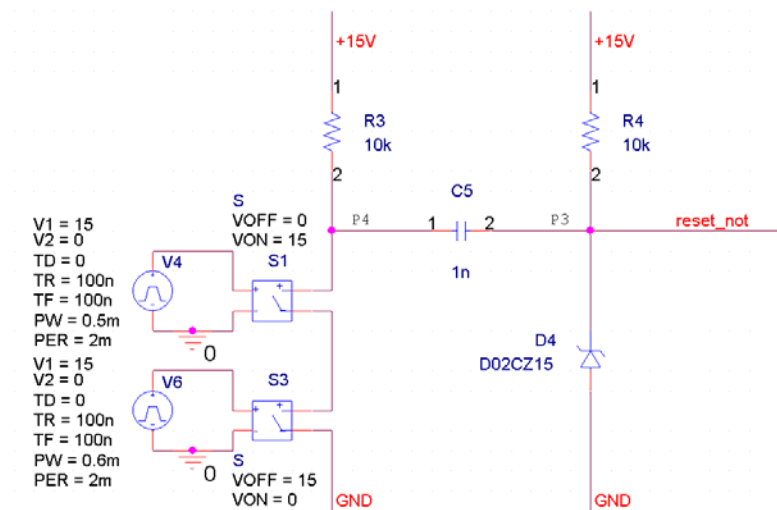 +15V
+15V
1
1
R3
R4
10k
10k
2
2
C5
S
VOFF = 0
VON = 15
P4
1
2
P3
reset_not
1n
V1 = 15
V2 = 0
TD = 0
TR = 100n
TF = 100n
PW = 0.5m
PER = 2m
V4
S1
+
+
-
-
0
D4
D02CZ15
V1 = 15
V2 = 0
TD = 0
TR = 100n
TF = 100n
PW = 0.6m
PER = 2m
V6
S3
+
+
-
-
0
S
VOFF = 15
VON = 0
GND
GND